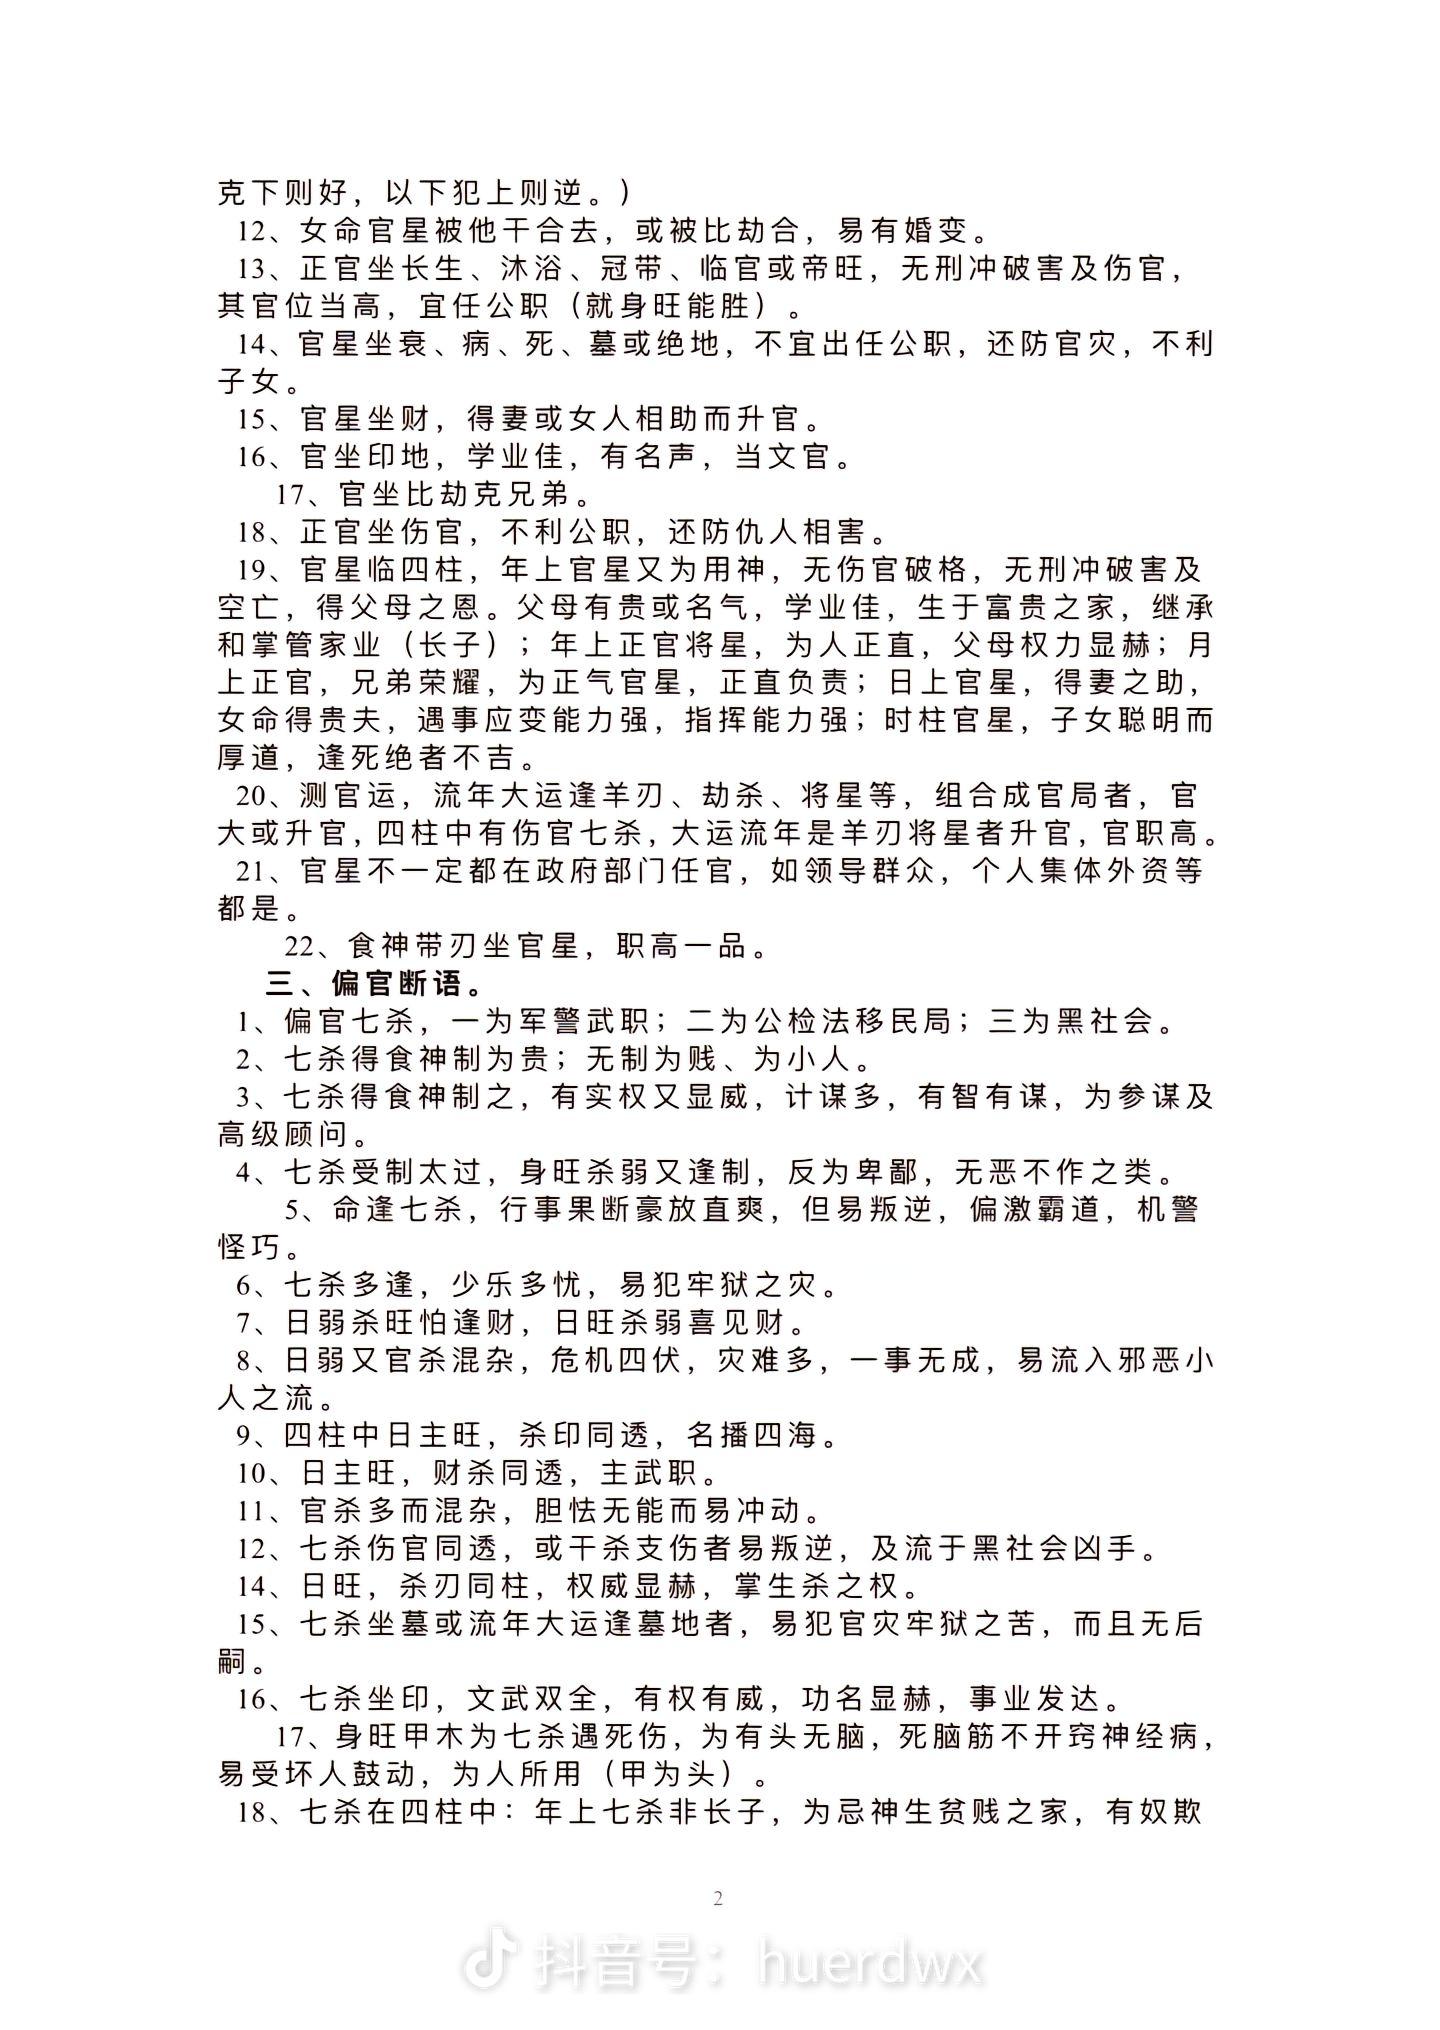 克下则好，以下犯上则逆。）
12、女命官星被他干合去，或被比劫合，易有婚变。
13、正官坐长生、沐浴、冠带、临官或帝旺，无刑冲破害及伤官，
其官位当高，宜任公职（就身旺能胜）。
14、官星坐衰、病、死、墓或绝地，不宜出任公职，还防官灾，不利
子女。
15、官星坐财，得妻或女人相助而升官。
16、官坐印地，学业佳，有名声，当文官。
17、官坐比劫克兄弟。
18、正官坐伤官，不利公职，还防仇人相害。
19、官星临四柱，年上官星又为用神，无伤官破格，无刑冲破害及
空亡，得父母之恩。父母有贵或名气，学业佳，生于富贵之家，继承
和掌管家业（长子）；年上正官将星，为人正直，父母权力显赫；月
上正官，兄弟荣耀，为正气官星，正直负责；日上官星，得妻之助，
女命得贵夫，遇事应变能力强，指挥能力强；时柱官星，子女聪明而
厚道，逢死绝者不吉。
20、测官运，流年大运逢羊刃、劫杀、将星等，组合成官局者，官
大或升官，四柱中有伤官七杀，大运流年是羊刃将星者升官，官职高。
21、官星不一定都在政府部门任官，如领导群众，个人集体外资等
都是。
22、食神带刃坐官星，职高一品。
三、偏官断语。
1、偏官七杀，一为军警武职；二为公检法移民局；三为黑社会。
2、七杀得食神制为贵；无制为贱、为小人。
3、七杀得食神制之，有实权又显威，计谋多，有智有谋，为参谋及
高级顾问。
4、七杀受制太过，身旺杀弱又逢制，反为卑鄙，无恶不作之类。
5、命逢七杀，行事果断豪放直爽，但易叛逆，偏激霸道，机警
怪巧。
6、七杀多逢，少乐多忧，易犯牢狱之灾。
7、日弱杀旺怕逢财，日旺杀弱喜见财。
8、日弱又官杀混杂，危机四伏，灾难多，一事无成，易流入邪恶小
人之流。
9、四柱中日主旺，杀印同透，名播四海。
10、日主旺，财杀同透，主武职。
11、官杀多而混杂，胆怯无能而易冲动。
12、七杀伤官同透，或干杀支伤者易叛逆，及流于黑社会凶手。
14、日旺，杀刃同柱，权威显赫，掌生杀之权。
15、七杀坐墓或流年大运逢墓地者，易犯官灾牢狱之苦，而且无后
嗣。
16、七杀坐印，文武双全，有权有威，功名显赫，事业发达。
17、身旺甲木为七杀遇死伤，为有头无脑，死脑筋不开窍神经病，
易受坏人鼓动，为人所用（甲为头）。
18、七杀在四柱中：年上七杀非长子，为忌神生贫贱之家，有奴欺
2
抖音号：huerdwx